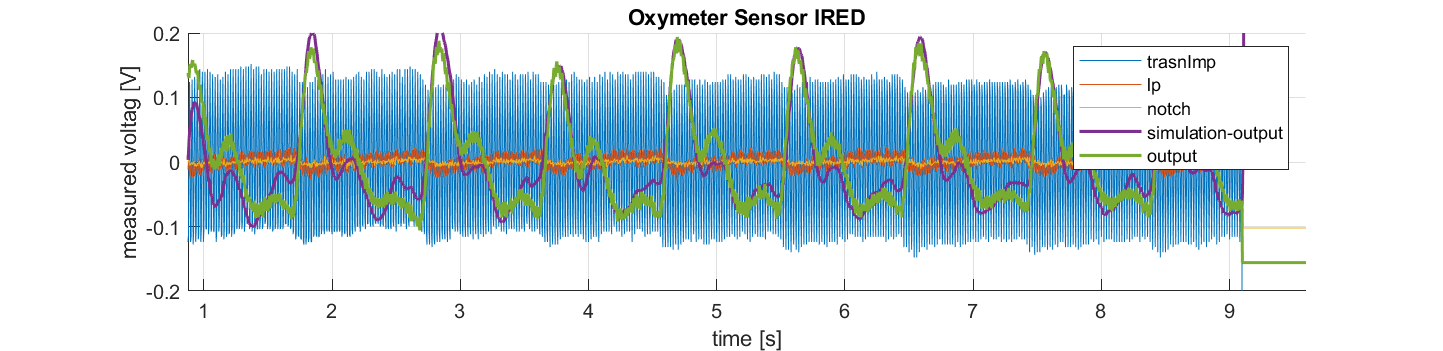 Oxymeter Sensor IRED
measured voltag [V]
0.2
0.1
0
-0.1
-0.2
1 2 3 4 5 6 7 8 9
time [s]
trasnImp
lp
notch
simulation-output
output